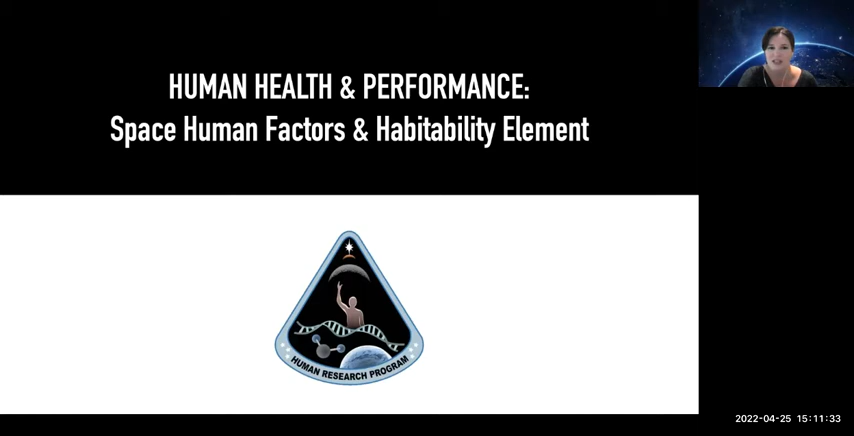 HUMAN HEALTH & PERFORMANCE:
Space Human Factors & Habitability Element
HUMAN RESEARCH PROGRAM
2022-04-25 15:11:33